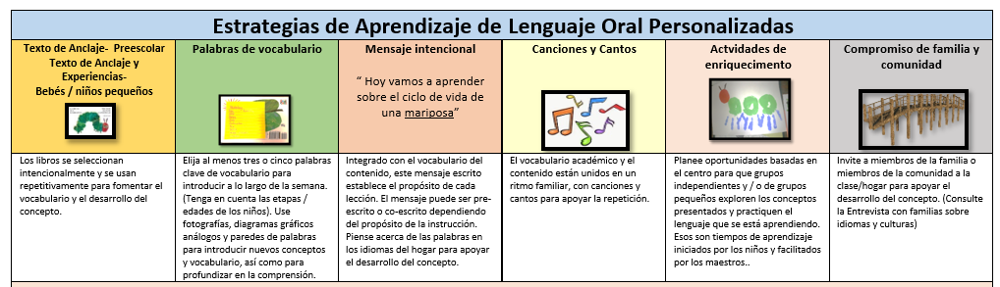 Estrategias de Aprendizaje de Lenguaje Oral Personalizadas
Texto de Anclaje-  Preescolar
Texto de Anclaje y
Experiencias-
Bebés / niños pequeños
Palabras de vocabulario
Mensaje intencional
“ Hoy vamos a aprender
sobre el ciclo de vida de
una mariposa”
Canciones y Cantos
Actividades de
enriquecimento
Compromiso de familia y
comunidad
Los libros se seleccionan
intencionalmente y se usan
repetitivamente para fomentar el
vocabulario y el desarrollo del
concepto.
Elija al menos tres o cinco palabras
clave de vocabulario para
introducir a lo largo de la semana.
(Tenga en cuenta las etapas /
edades de los niños). Use
fotografías, diagramas gráficos
análogos y paredes de palabras
para introducir nuevos conceptos
y vocabulario, así como para
profundizar en la comprensión.
Integrado con el vocabulario del
contenido, este mensaje escrito
establece el propósito de cada
lección. El mensaje puede ser pre-
escrito o co-escrito dependiendo
del propósito de la instrucción.
Piense acerca de las palabras en
los idiomas del hogar para apoyar
el desarrollo del concepto.
El vocabulario académico y el
contenido están unidos en un
ritmo familiar, con canciones y
cantos para apoyar la repetición.
Planee oportunidades basadas en
el centro para que grupos
independientes y / o de grupos
pequeños exploren los conceptos
presentados y practiquen el
lenguaje que se está aprendiendo.
Esos son tiempos de aprendizaje
iniciados por los niños y facilitados
por los maestros..
Invite a miembros de la familia o
miembros de la comunidad a la
clase/hogar para apoyar el
desarrollo del concepto. (Consulte
la Entrevista con familias sobre
idiomas y culturas)